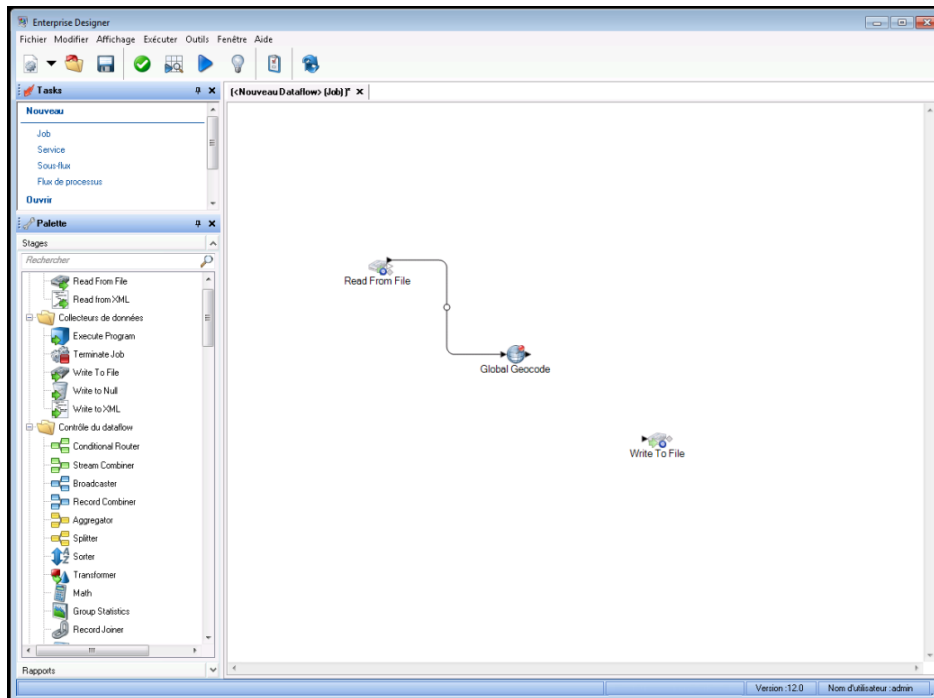 Enterprise Designer
Fichier Modifier Affichage Exécuter Outils Fenêtre Aide
Tasks
Nouveau
Job
Service
Sous-flux
Flux de processus
Ouvrir
Palette
Stages
Rechercher
Read From File
Read from XML
Collecteurs de données
Execute Program
Terminate Job
Write To File
Write to Null
Write to XML
Contrôle du dataflow
Conditional Router
Stream Combiner
Broadcaster
Record Combiner
Aggregator
Splitter
Sorter
Transformer
Math
Group Statistics
Record Joiner
Rapports
[<Nouveau Dataflow> (Job)]*
Read From File
Global Geocode
Write To File
Version :12.0 Nom d'utilisateur :admin